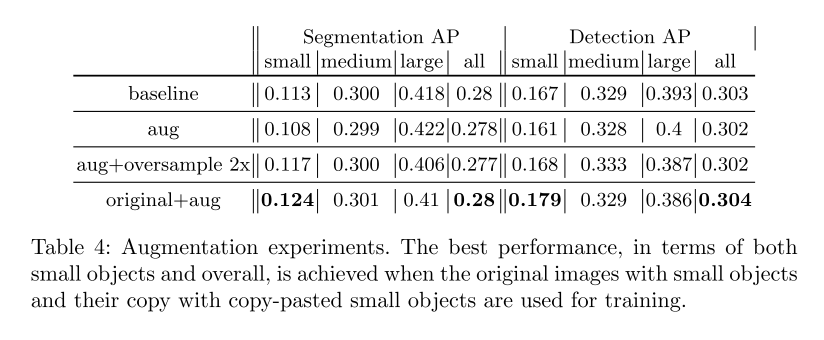 Segmentation AP Detection AP
small medium large all small medium large all
baseline 0.113 0.300 0.418 0.28 0.167 0.329 0.393 0.303
aug 0.108 0.299 0.422 0.278 0.161 0.328 0.4 0.302
aug+oversample 2x 0.117 0.300 0.406 0.277 0.168 0.333 0.387 0.302
original+aug 0.124 0.301 0.41 0.28 0.179 0.329 0.386 0.304
Table 4: Augmentation experiments. The best performance, in terms of both
small objects and overall, is achieved when the original images with small objects
and their copy with copy-pasted small objects are used for training.